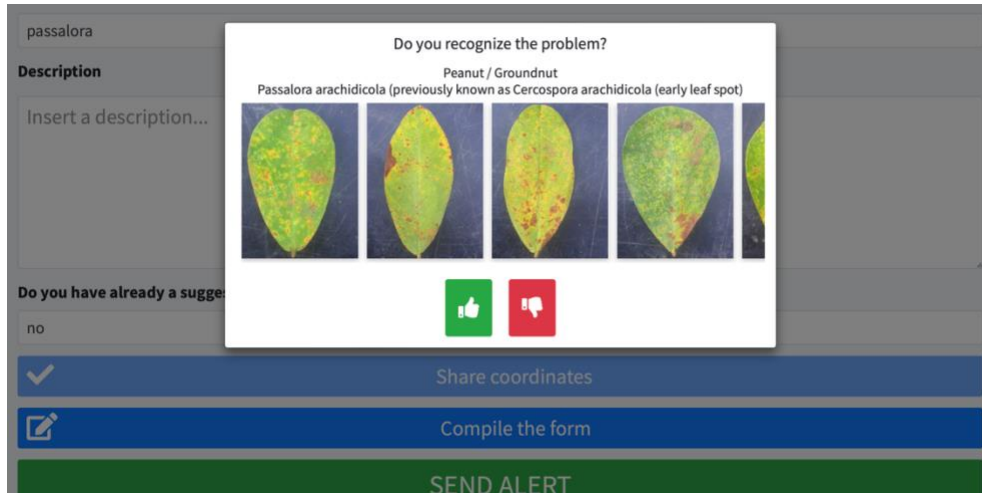 passalora
Do you recognize the problem?
Peanut / Groundnut
Description
Passalora arachidicola (previously known as Cercospora arachidicola (early leaf spot)
Insert a description...
Do you have already a sugge
no
Share coordinates
Compile the form
SEND ALERT